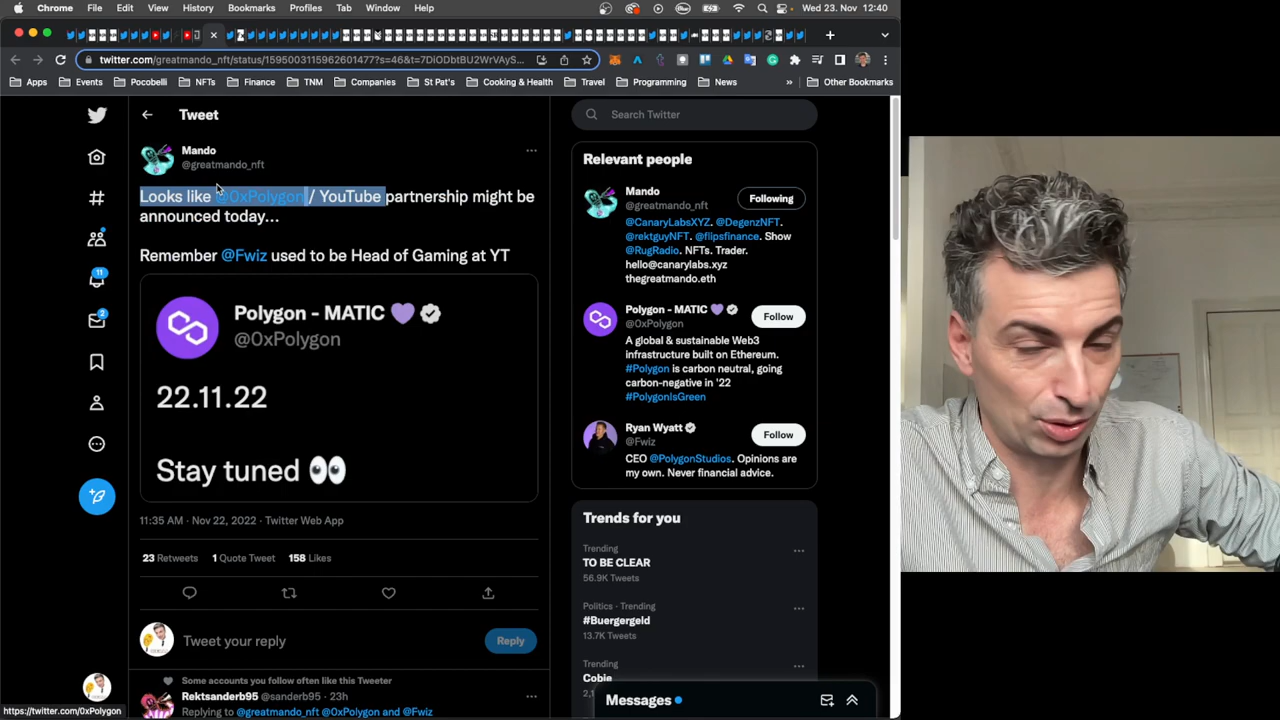 Chrome File Edit View History Bookmarks Profiles Tab Window Help Wed 23. Nov 12:40
twitter.com/greatmando_nft/status/1595003115962601477?s=46&t=7DiODbtBU2WrVAyS...
Apps Events Pocobelli NFTs Finance TNM Companies St Pat's Cooking & Health Travel Programming News » Other Bookmarks
Tweet
Mando
@greatmando_nft
Looks like @0xPolygon / YouTube partnership might be
announced today...
Remember @Fwiz used to be Head of Gaming at YT
Polygon - MATIC 💜
@0xPolygon
22.11.22
Stay tuned 👀
11:35 AM · Nov 22, 2022 · Twitter Web App
23 Retweets 1 Quote Tweet 158 Likes
Tweet your reply
Reply
Some accounts you follow often like this Tweeter
Rektsanderb95 @sanderb95 · 23h
Replying to @greatmando_nft @0xPolygon and @Fwiz
11
2
https://twitter.com/0xPolygon
Search Twitter
Relevant people
Mando
@greatmando_nft
Following
@CanaryLabsXYZ. @DegenzNFT.
@rektguyNFT. @flipsfinance. Show
@RugRadio. NFTs. Trader.
hello@canarylabs.xyz
thegreatmando.eth
Polygon - MATIC 💜
@0xPolygon
Follow
A global & sustainable Web3
infrastructure built on Ethereum.
#Polygon is carbon neutral, going
carbon-negative in '22
#PolygonIsGreen
Ryan Wyatt
@Fwiz
Follow
CEO @PolygonStudios. Opinions are
my own. Never financial advice.
Trends for you
Trending
TO BE CLEAR
56.9K Tweets
Politics · Trending
#Buergergeld
13.7K Tweets
Trending
Cobie
Messages